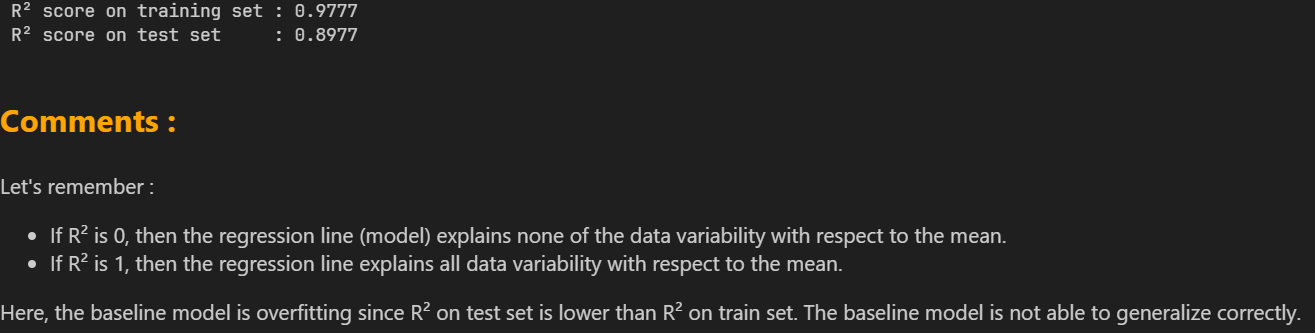 R² score on training set : 0.9777
R² score on test set     : 0.8977
Comments :
Let's remember :
• If R² is 0, then the regression line (model) explains none of the data variability with respect to the mean.
• If R² is 1, then the regression line explains all data variability with respect to the mean.
Here, the baseline model is overfitting since R² on test set is lower than R² on train set. The baseline model is not able to generalize correctly.